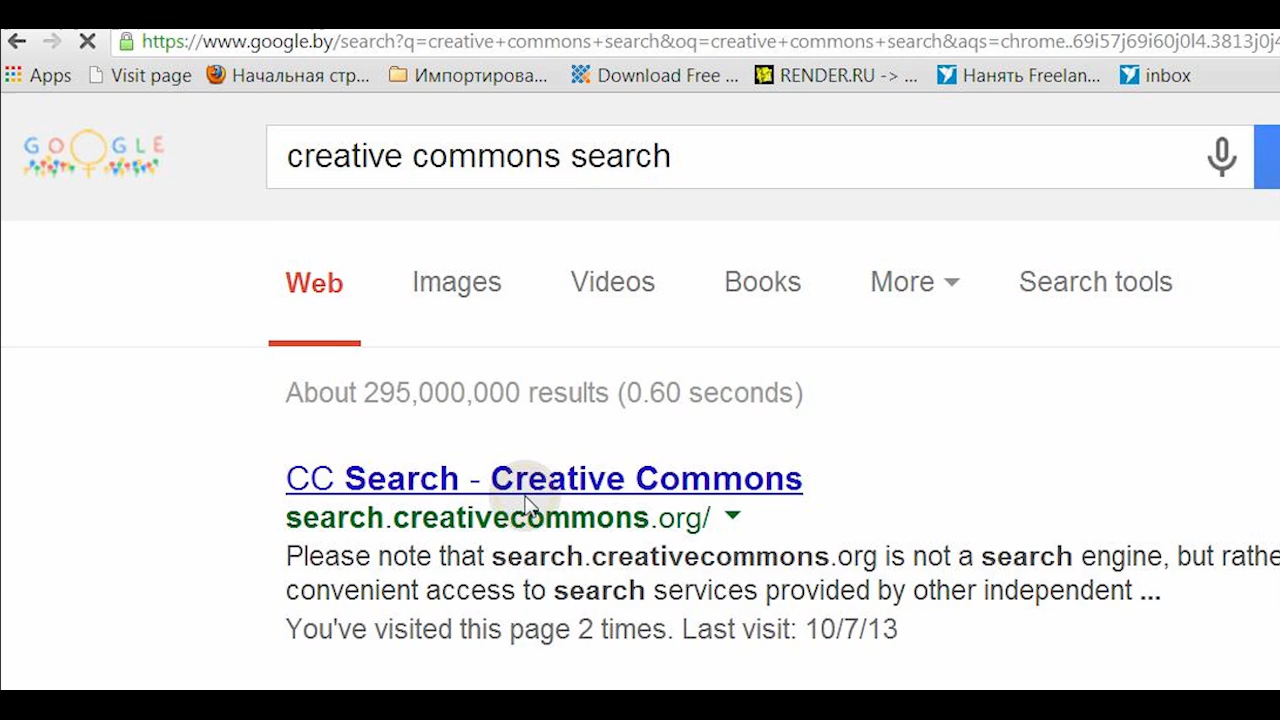 https://www.google.by/search?q=creative+commons+search&oq=creative+commons+search&aqs=chrome..69i57j69i60j0l4.3813j0j4
Apps Visit page Начальная стр... Импортирова... Download Free ... RENDER.RU -> ... Нанять Freelan... inbox
GOOGLE
creative commons search
Web Images Videos Books More Search tools
About 295,000,000 results (0.60 seconds)
CC Search - Creative Commons
search.creativecommons.org/
Please note that search.creativecommons.org is not a search engine, but rathe
convenient access to search services provided by other independent ...
You've visited this page 2 times. Last visit: 10/7/13